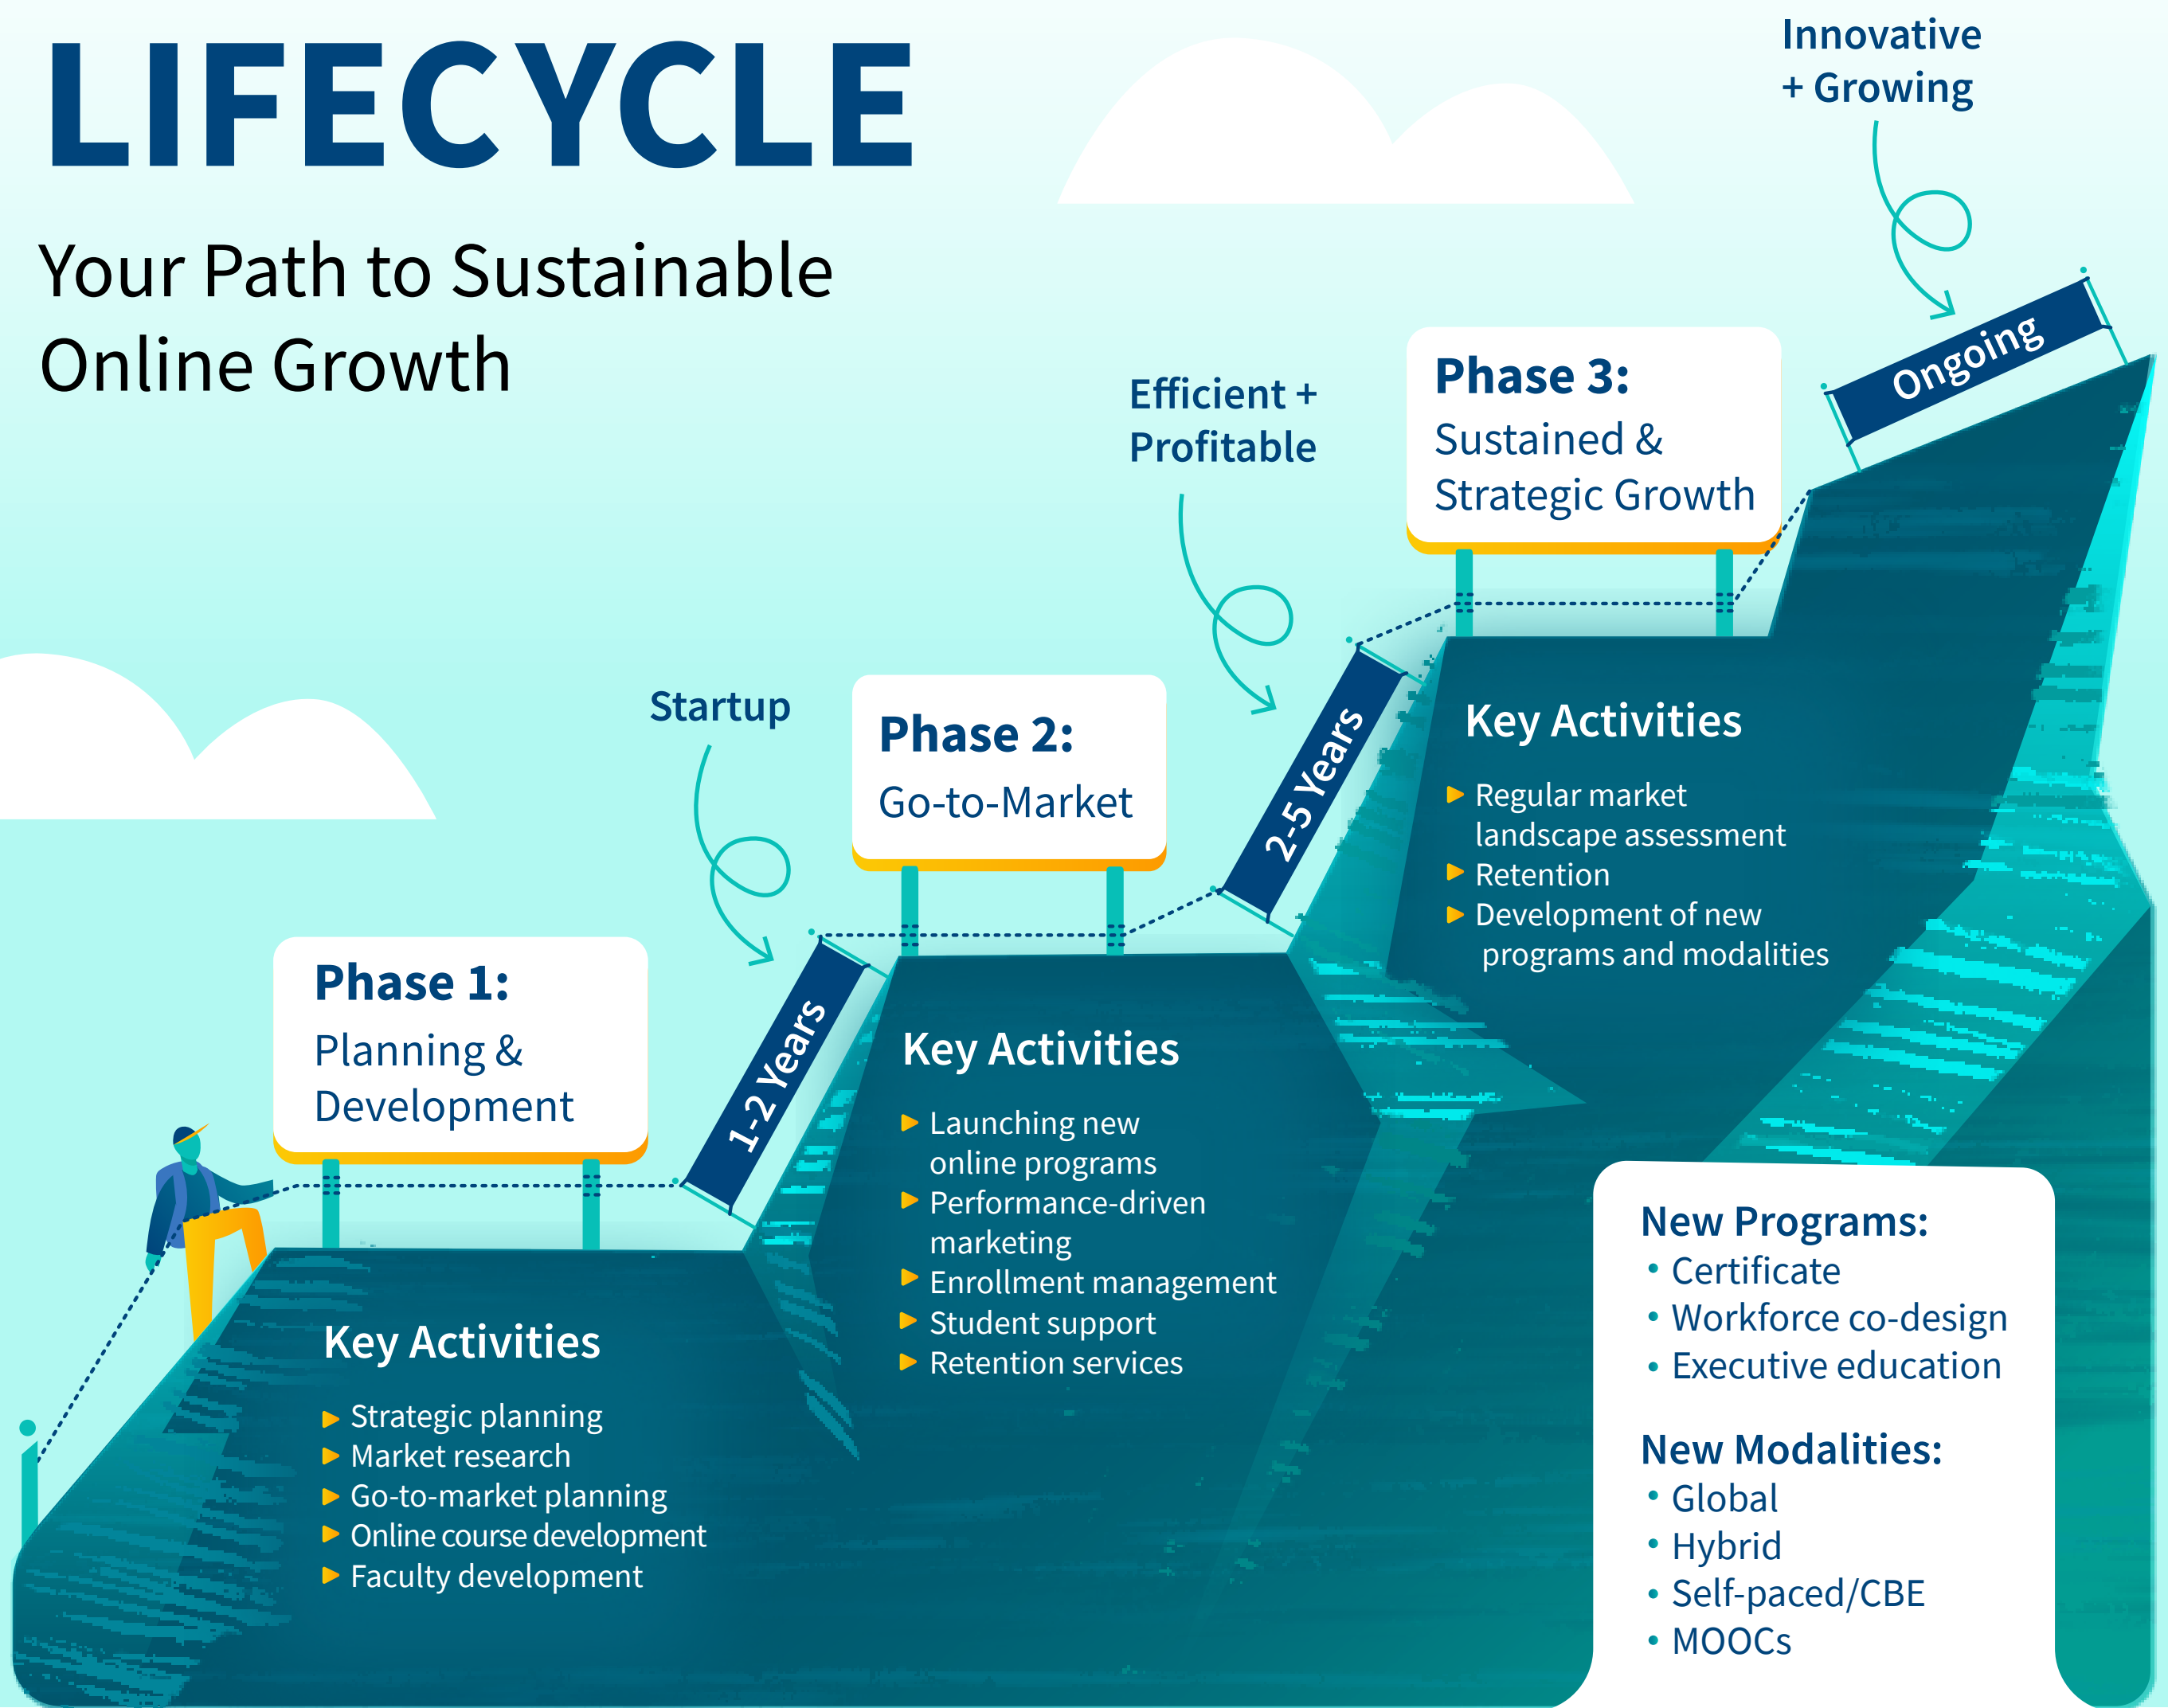 LIFECYCLE
Your Path to Sustainable
Online Growth
Innovative
+ Growing
Ongoing
Phase 3:
Sustained &
Strategic Growth
Efficient +
Profitable
2-5 Years
Key Activities
Regular market
landscape assessment
Retention
Development of new
programs and modalities
Startup
Phase 2:
Go-to-Market
1-2 Years
Key Activities
Launching new
online programs
Performance-driven
marketing
Enrollment management
Student support
Retention services
Phase 1:
Planning &
Development
Key Activities
Strategic planning
Market research
Go-to-market planning
Online course development
Faculty development
New Programs:
• Certificate
• Workforce co-design
• Executive education
New Modalities:
• Global
• Hybrid
• Self-paced/CBE
• MOOCs